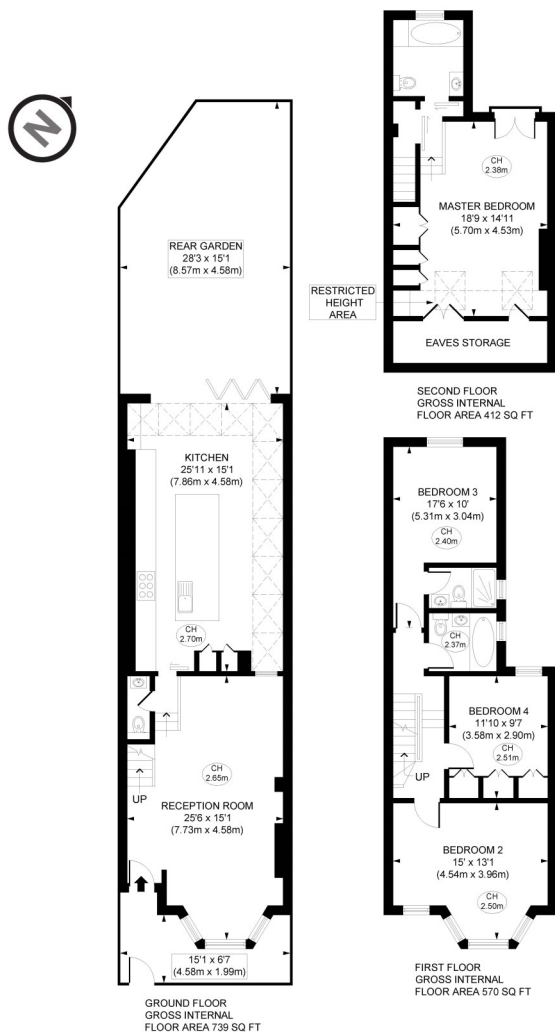 N
REAR GARDEN
28'3 x 15'1
(8.57m x 4.58m)
KITCHEN
25'11 x 15'1
(7.86m x 4.58m)
CH
2.70m
CH
2.65m
UP
RECEPTION ROOM
25'6 x 15'1
(7.73m x 4.58m)
15'1 x 6'7
(4.58m x 1.99m)
GROUND FLOOR
GROSS INTERNAL
FLOOR AREA 739 SQ FT
CH
2.38m
MASTER BEDROOM
18'9 x 14'11
(5.70m x 4.53m)
RESTRICTED
HEIGHT
AREA
EAVES STORAGE
SECOND FLOOR
GROSS INTERNAL
FLOOR AREA 412 SQ FT
BEDROOM 3
17'6 x 10'
(5.31m x 3.04m)
CH
2.40m
CH
2.37m
BEDROOM 4
11'10 x 9'7
(3.58m x 2.90m)
CH
2.51m
UP
BEDROOM 2
15' x 13'1
(4.54m x 3.96m)
CH
2.50m
FIRST FLOOR
GROSS INTERNAL
FLOOR AREA 570 SQ FT